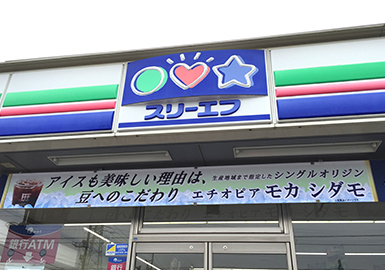 スリーエフ
アイスも美味しい理由は、
生産地域まで指定したシングルオリジン
豆へのこだわり エチオピア モカ シダモ
銀行ATM